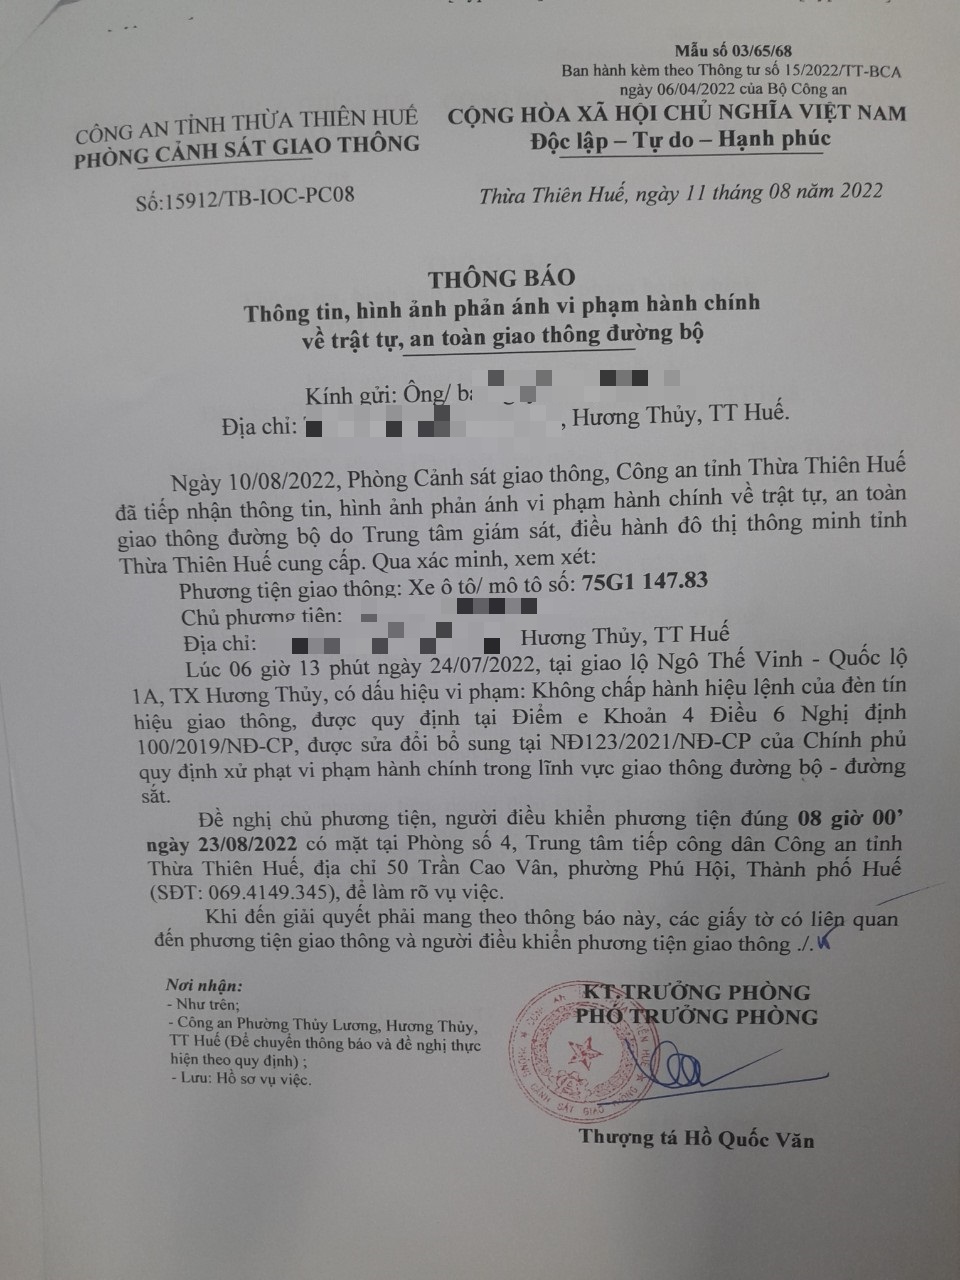 Mẫu số 03/65/68
Ban hành kèm theo Thông tư số 15/2022/TT-BCA
ngày 06/04/2022 của Bộ Công an
CÔNG AN TỈNH THỪA THIÊN HUẾ
PHÒNG CẢNH SÁT GIAO THÔNG
CỘNG HÒA XÃ HỘI CHỦ NGHĨA VIỆT NAM
Độc lập – Tự do – Hạnh phúc
Số:15912/TB-IOC-PC08
Thừa Thiên Huế, ngày 11 tháng 08 năm 2022
THÔNG BÁO
Thông tin, hình ảnh phản ánh vi phạm hành chính
về trật tự, an toàn giao thông đường bộ
Kính gửi: Ông/
Địa chỉ: , Hương Thủy, TT Huế.
Ngày 10/08/2022, Phòng Cảnh sát giao thông, Công an tỉnh Thừa Thiên Huế
đã tiếp nhận thông tin, hình ảnh phản ánh vi phạm hành chính về trật tự, an toàn
giao thông đường bộ do Trung tâm giám sát, điều hành đô thị thông minh tỉnh
Thừa Thiên Huế cung cấp. Qua xác minh, xem xét:
Phương tiện giao thông: Xe ô tô/ mô tô số: 75G1 147.83
Chủ phương tiên:
Địa chỉ: Hương Thủy, TT Huế
Lúc 06 giờ 13 phút ngày 24/07/2022, tại giao lộ Ngô Thế Vinh - Quốc lộ
1A, TX Hương Thủy, có dấu hiệu vi phạm: Không chấp hành hiệu lệnh của đèn tín
hiệu giao thông, được quy định tại Điểm e Khoản 4 Điều 6 Nghị định
100/2019/NĐ-CP, được sửa đổi bổ sung tại NĐ123/2021/NĐ-CP của Chính phủ
quy định xử phạt vi phạm hành chính trong lĩnh vực giao thông đường bộ - đường
sắt.
Đề nghị chủ phương tiện, người điều khiển phương tiện đúng 08 giờ 00’
ngày 23/08/2022 có mặt tại Phòng số 4, Trung tâm tiếp công dân Công an tỉnh
Thừa Thiên Huế, địa chỉ 50 Trần Cao Vân, phường Phú Hội, Thành phố Huế
(SĐT: 069.4149.345), để làm rõ vụ việc.
Khi đến giải quyết phải mang theo thông báo này, các giấy tờ có liên quan
đến phương tiện giao thông và người điều khiển phương tiện giao thông ./.
Nơi nhận:
- Như trên;
- Công an Phường Thủy Lương, Hương Thủy,
TT Huế (Để chuyển thông báo và đề nghị thực
hiện theo quy định) ;
- Lưu: Hồ sơ vụ việc.
KT.TRƯỞNG PHÒNG
PHÓ TRƯỞNG PHÒNG
PHÒNG CẢNH SÁT GIAO THÔNG
Thượng tá Hồ Quốc Văn